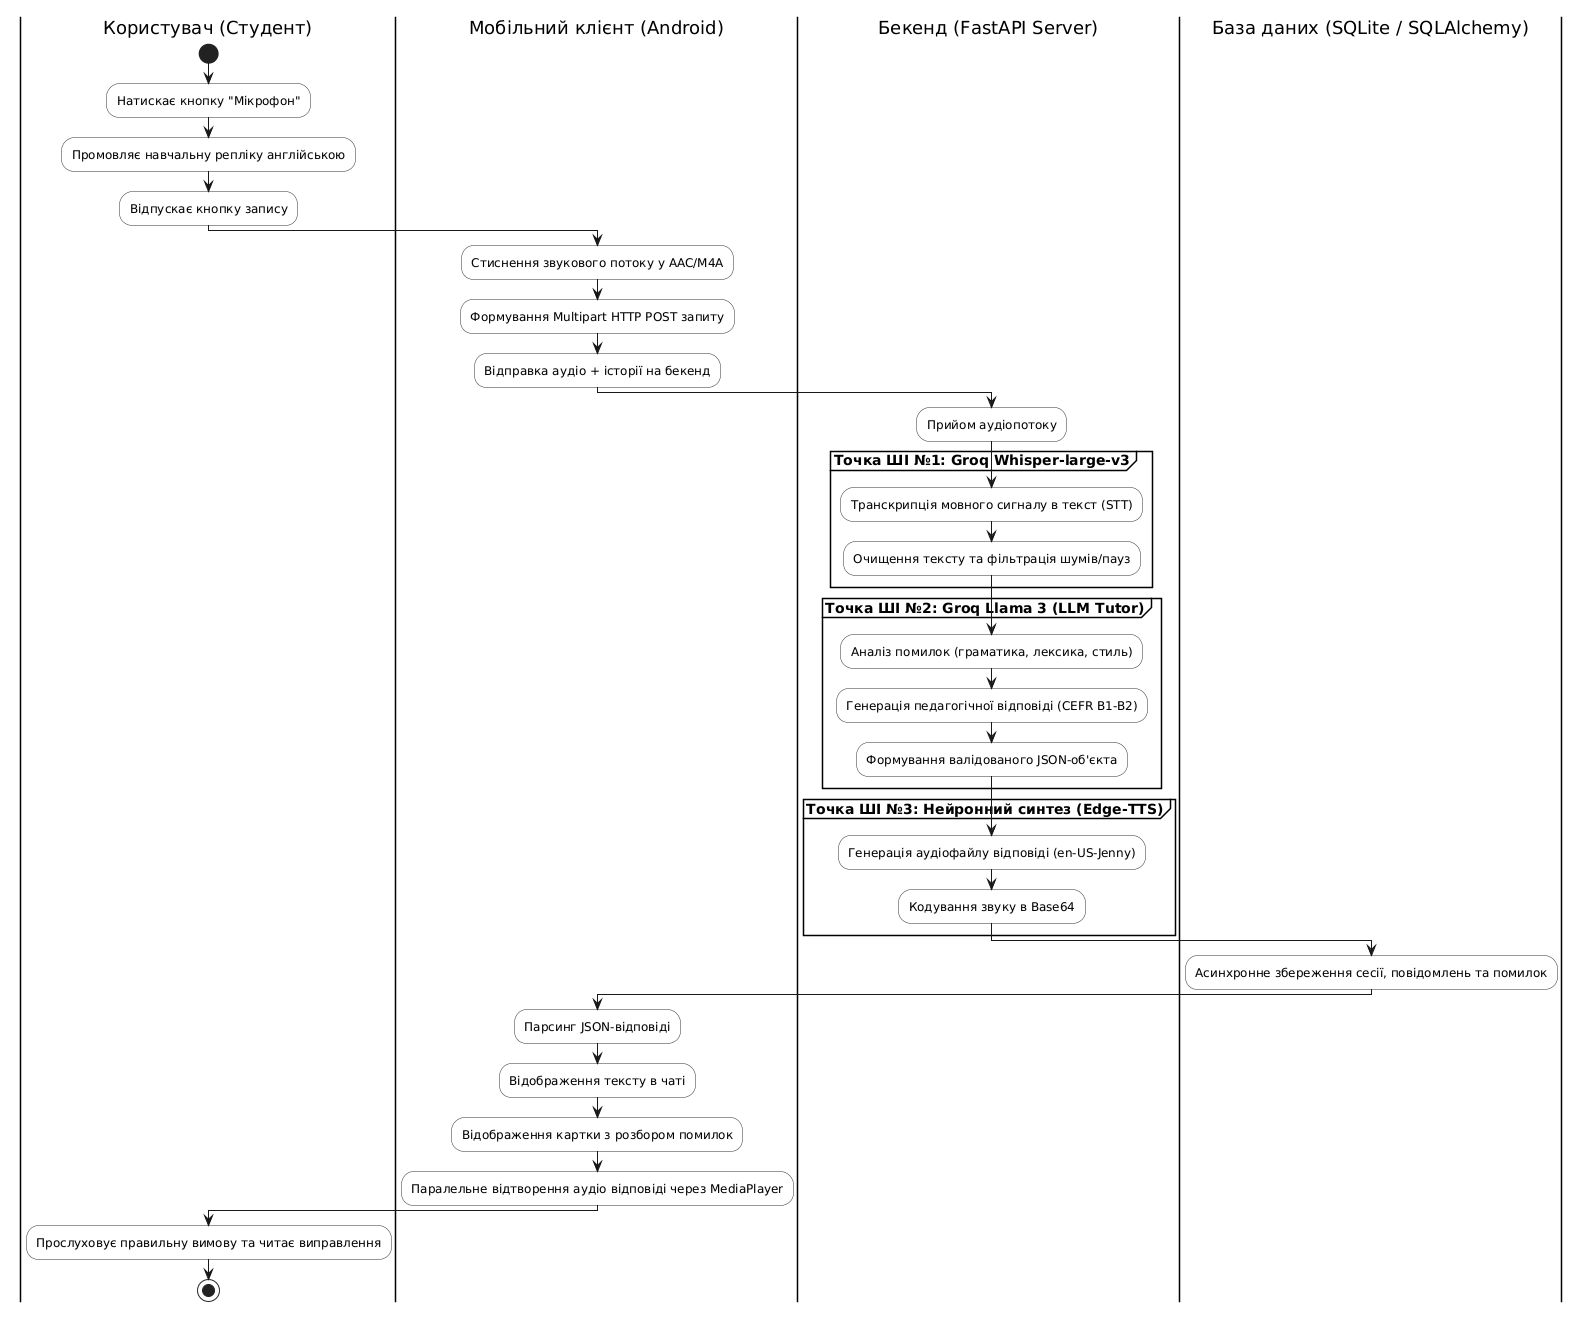 Користувач (Студент)
Мобільний клієнт (Android)
Бекенд (FastAPI Server)
База даних (SQLite / SQLAlchemy)
Натискає кнопку "Мікрофон"
Промовляє навчальну репліку англійською
Відпускає кнопку запису
Стиснення звукового потоку у AAC/M4A
Формування Multipart HTTP POST запиту
Відправка аудіо + історії на бекенд
Прийом аудіопотоку
Точка ШІ №1: Groq Whisper-large-v3
Транскрипція мовного сигналу в текст (STT)
Очищення тексту та фільтрація шумів/пауз
Точка ШІ №2: Groq Llama 3 (LLM Tutor)
Аналіз помилок (граматика, лексика, стиль)
Генерація педагогічної відповіді (CEFR B1-B2)
Формування валідованого JSON-об'єкта
Точка ШІ №3: Нейронний синтез (Edge-TTS)
Генерація аудіофайлу відповіді (en-US-Jenny)
Кодування звуку в Base64
Асинхронне збереження сесії, повідомлень та помилок
Парсинг JSON-відповіді
Відображення тексту в чаті
Відображення картки з розбором помилок
Паралельне відтворення аудіо відповіді через MediaPlayer
Прослуховує правильну вимову та читає виправлення